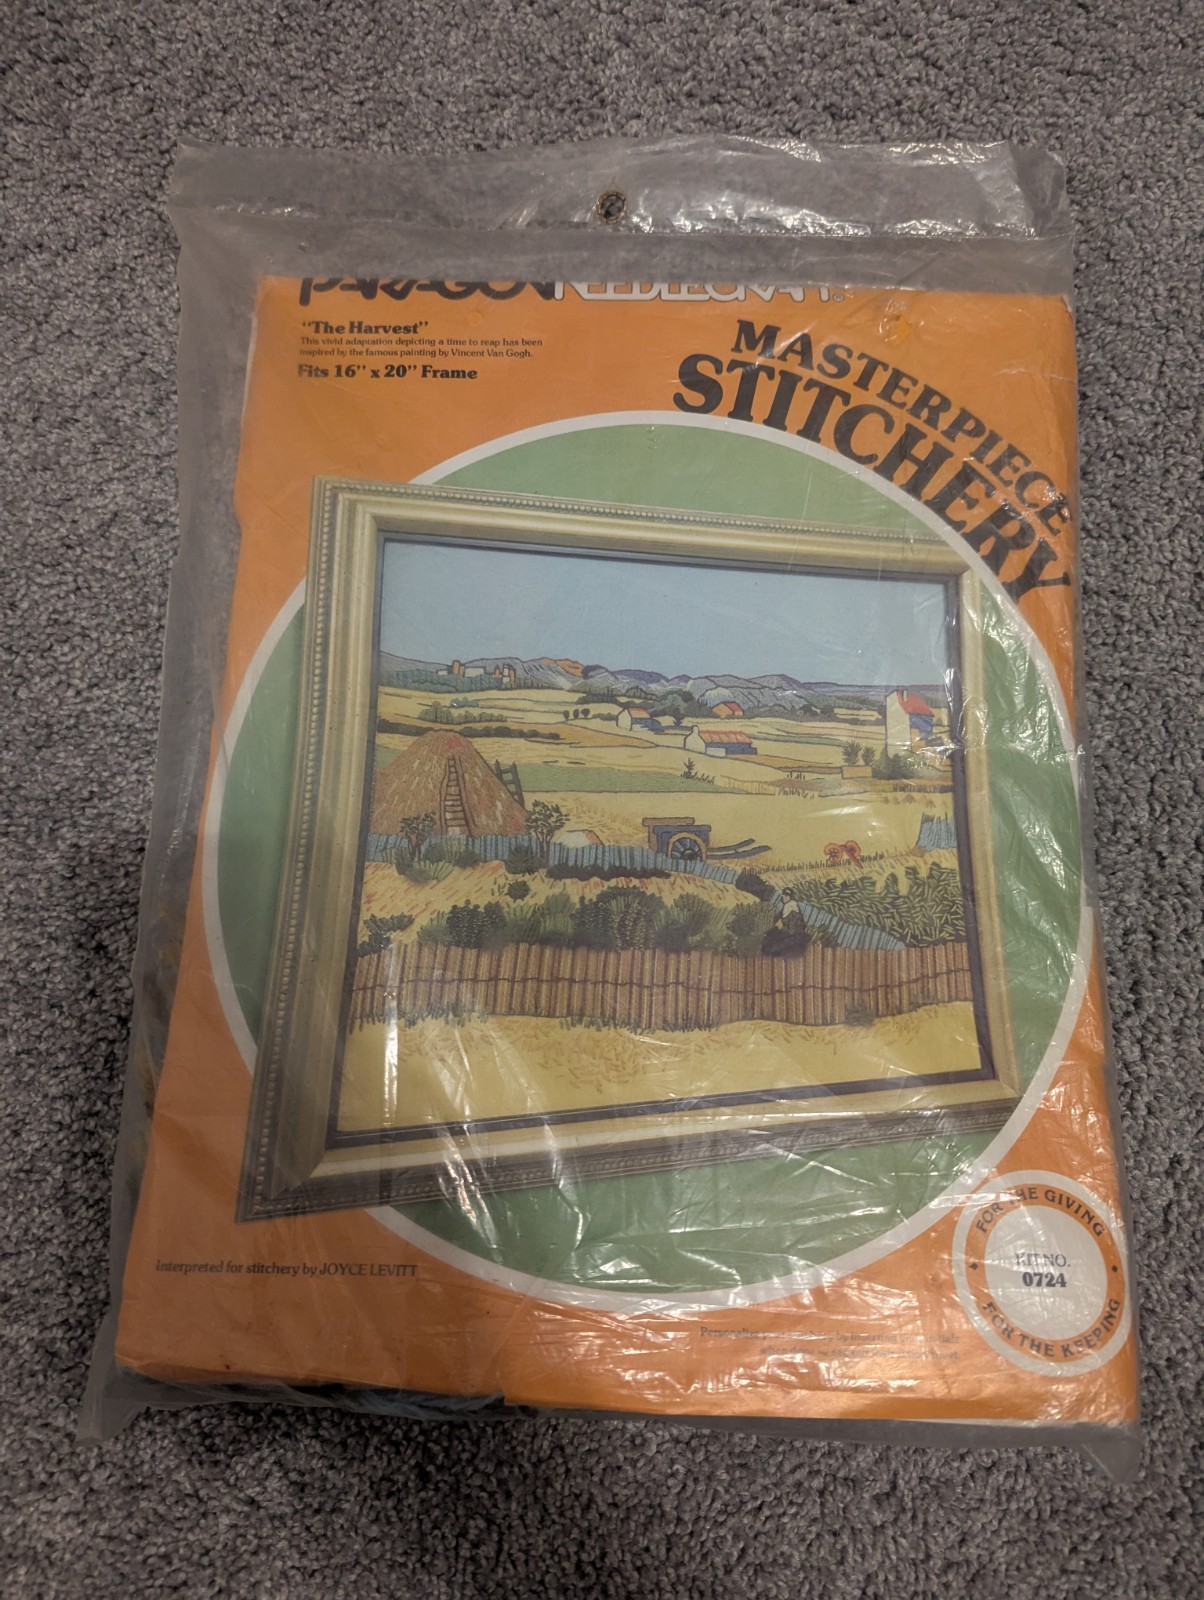 PARAGON NEEDLECRAFT
"The Harvest"
This vivid adaptation depicting a time to reap has been
inspired by the famous painting by Vincent Van Gogh.
Fits 16" x 20" Frame
MASTERPIECE
STITCHERY
Interpreted for stitchery by JOYCE LEVITT
FOR THE GIVING
KIT NO.
0724
FOR THE KEEPING
Personalize